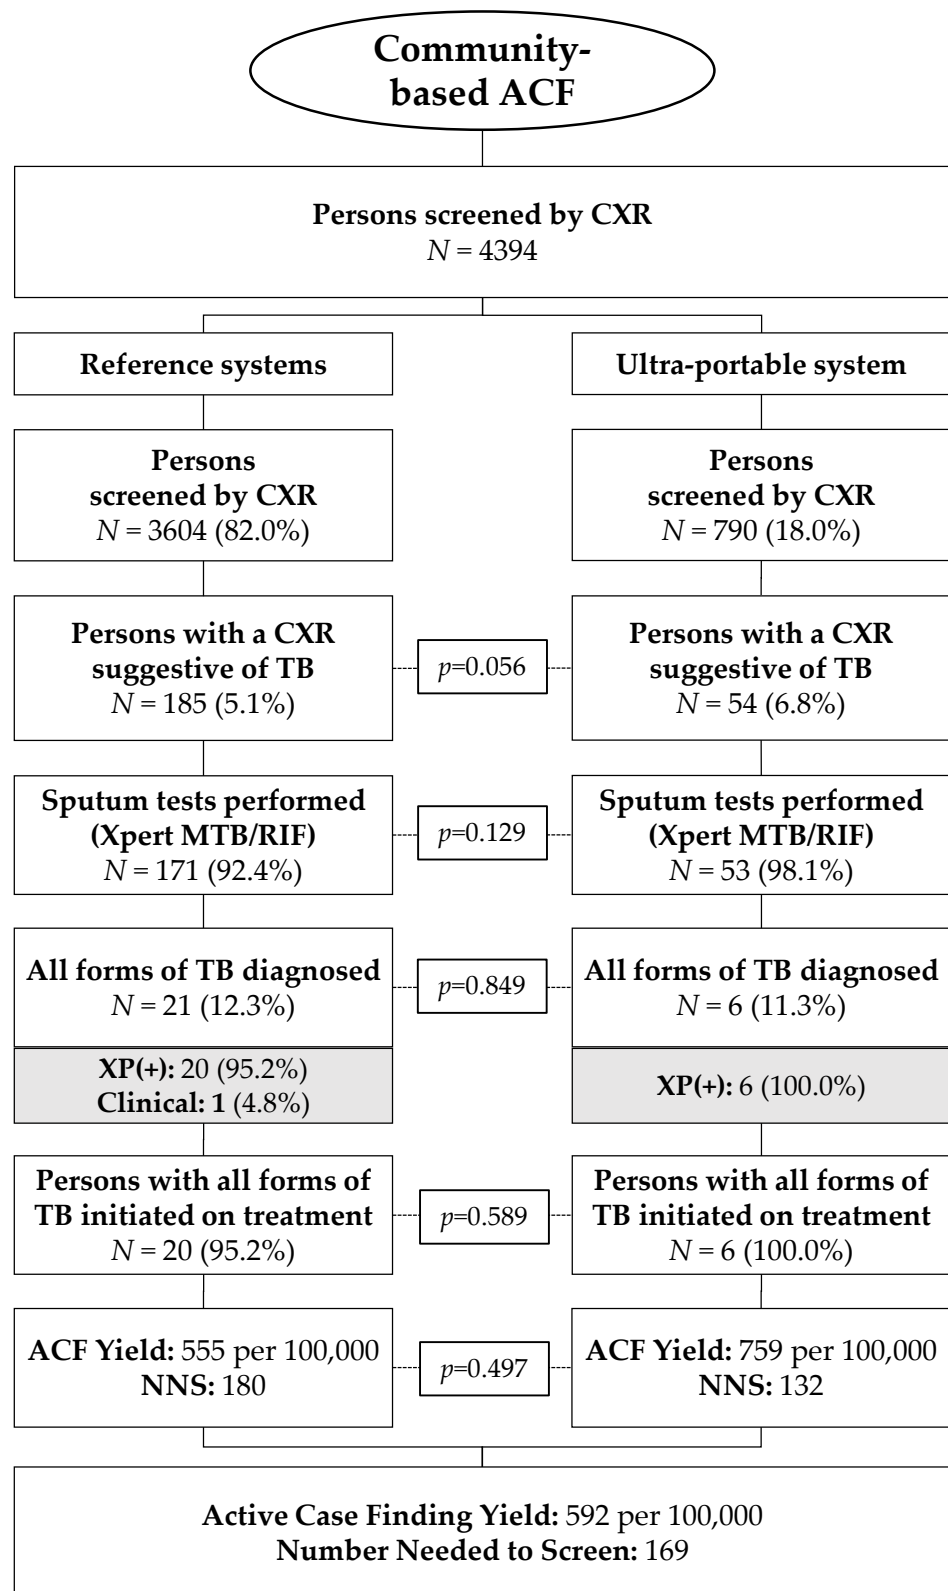 Community-
based ACF
Persons screened by CXR
N = 4394
Reference systems
Ultra-portable system
Persons
screened by CXR
N = 3604 (82.0%)
Persons
screened by CXR
N = 790 (18.0%)
Persons with a CXR
suggestive of TB
N = 185 (5.1%)
p=0.056
Persons with a CXR
suggestive of TB
N = 54 (6.8%)
Sputum tests performed
(Xpert MTB/RIF)
N = 171 (92.4%)
p=0.129
Sputum tests performed
(Xpert MTB/RIF)
N = 53 (98.1%)
All forms of TB diagnosed
N = 21 (12.3%)
p=0.849
All forms of TB diagnosed
N = 6 (11.3%)
XP(+): 20 (95.2%)
Clinical: 1 (4.8%)
XP(+): 6 (100.0%)
Persons with all forms of
TB initiated on treatment
N = 20 (95.2%)
p=0.589
Persons with all forms of
TB initiated on treatment
N = 6 (100.0%)
ACF Yield: 555 per 100,000
NNS: 180
p=0.497
ACF Yield: 759 per 100,000
NNS: 132
Active Case Finding Yield: 592 per 100,000
Number Needed to Screen: 169